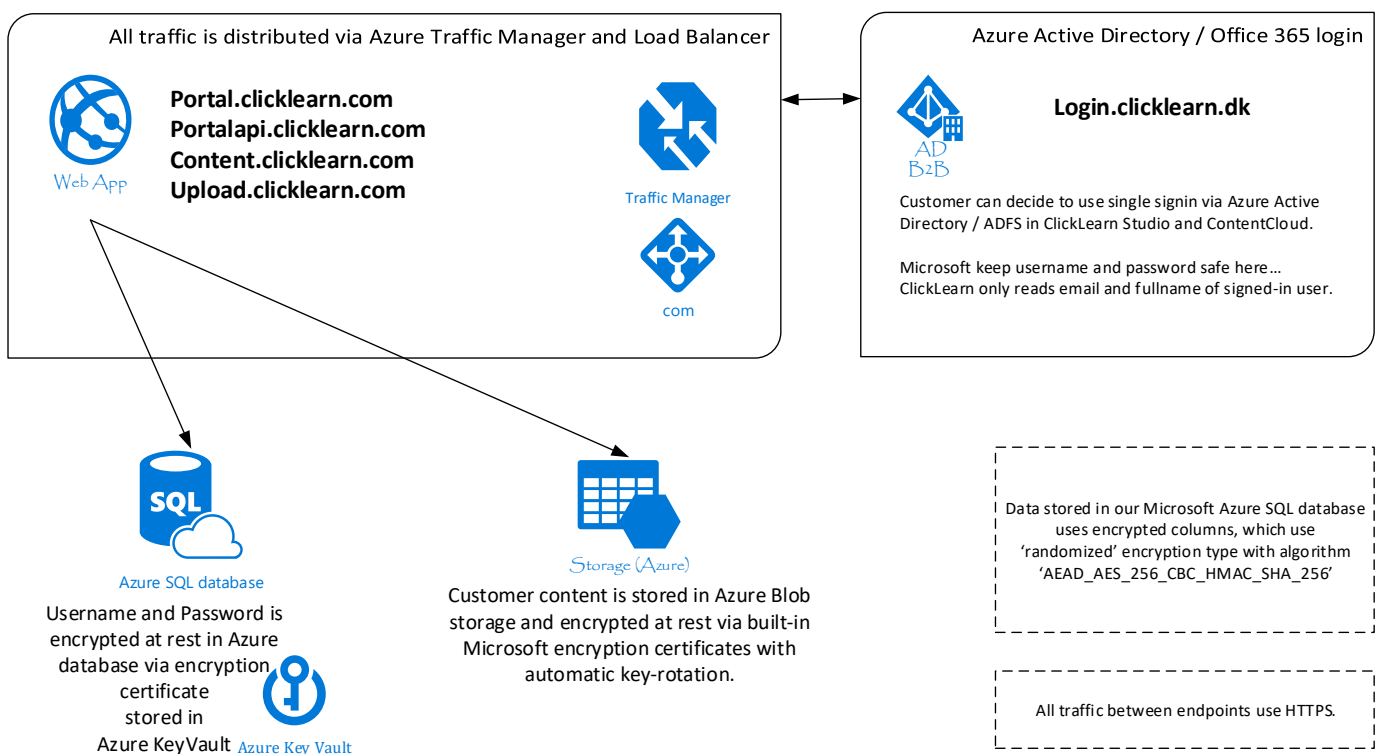 All traffic is distributed via Azure Traffic Manager and Load Balancer
Web App
Portal.clicklearn.com
Portalapi.clicklearn.com
Content.clicklearn.com
Upload.clicklearn.com
Traffic Manager
com
Azure Active Directory / Office 365 login
AD
B2B
Login.clicklearn.dk
Customer can decide to use single signin via Azure Active
Directory / ADFS in ClickLearn Studio and ContentCloud.
Microsoft keep username and password safe here…
ClickLearn only reads email and fullname of signed-in user.
SQL
Azure SQL database
Username and Password is
encrypted at rest in Azure
database via encryption
certificate
stored in
Azure KeyVault
Azure Key Vault
Storage (Azure)
Customer content is stored in Azure Blob
storage and encrypted at rest via built-in
Microsoft encryption certificates with
automatic key-rotation.
Data stored in our Microsoft Azure SQL database
uses encrypted columns, which use
‘randomized’ encryption type with algorithm
‘AEAD_AES_256_CBC_HMAC_SHA_256’
All traffic between endpoints use HTTPS.